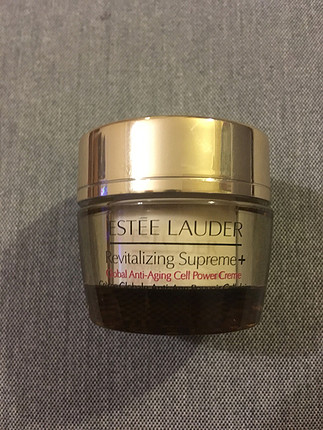 ESTĒE LAUDER
Revitalizing Supreme+
Global Anti-Aging Cell Power Creme